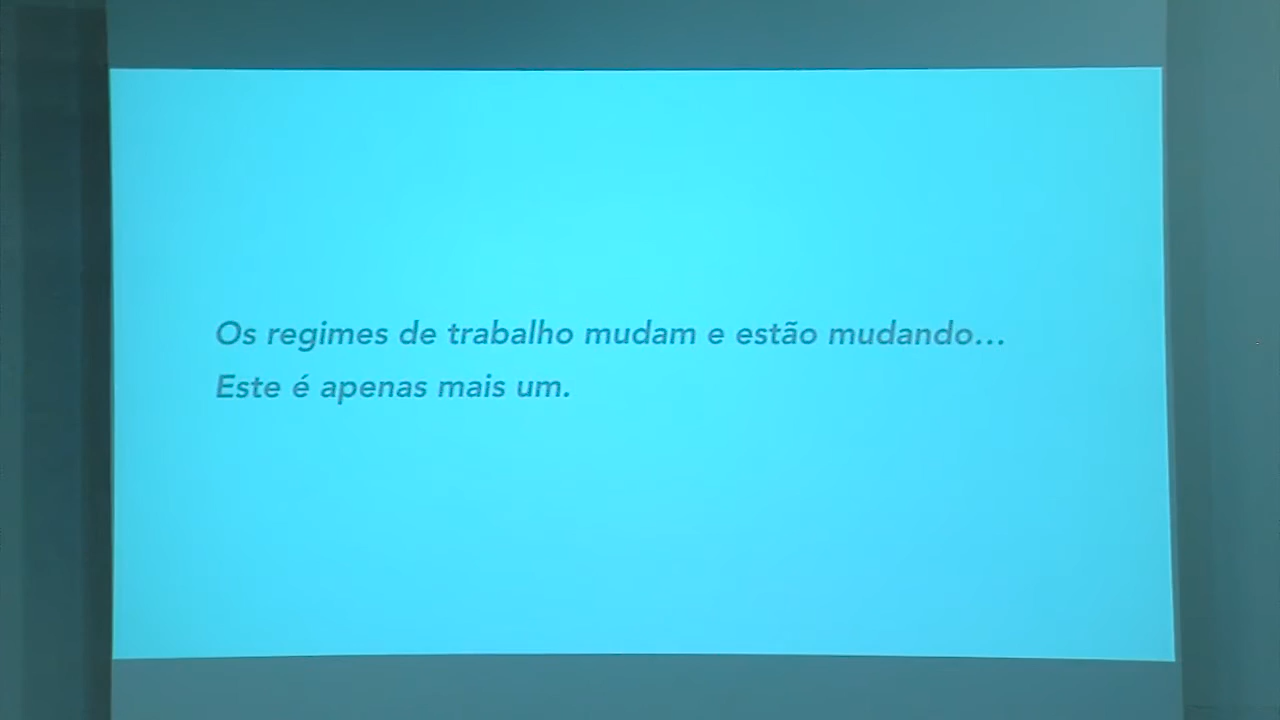 Os regimes de trabalho mudam e estão mudando...
Este é apenas mais um.